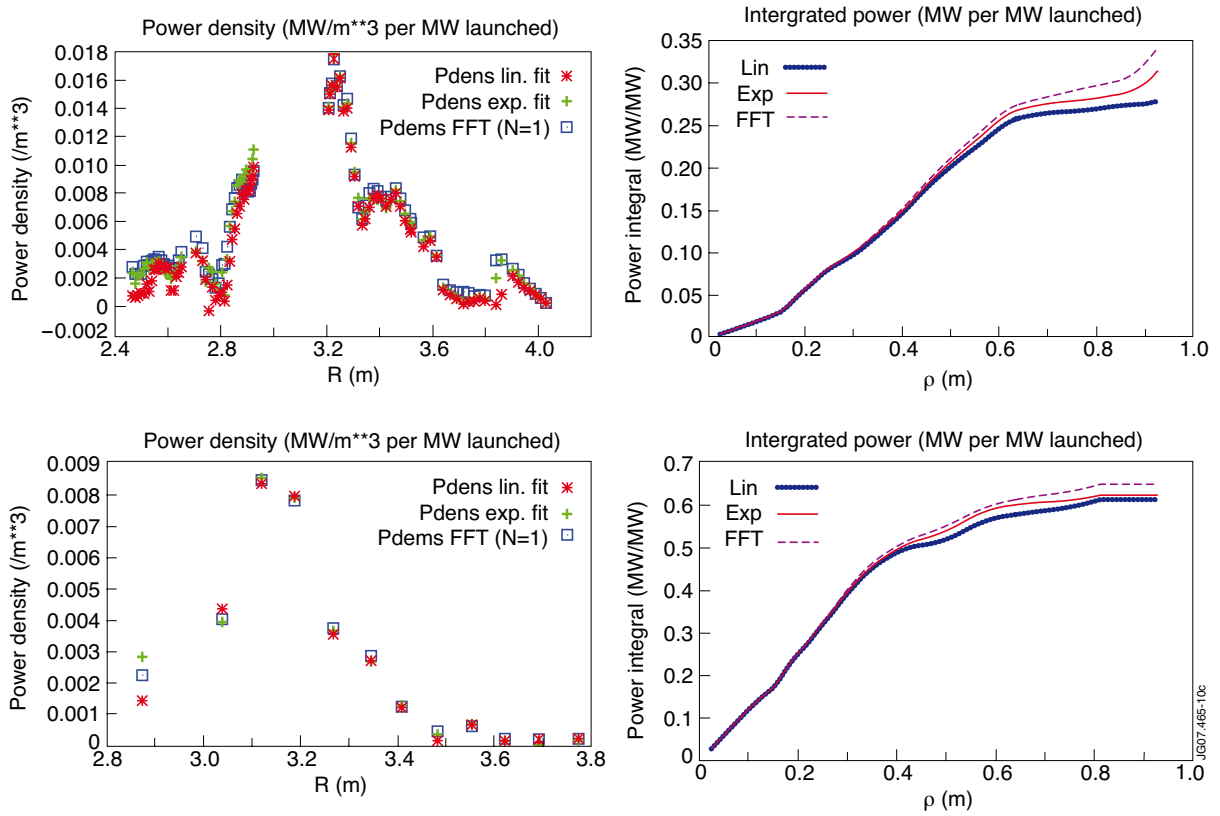 Power density (MW/m**3 per MW launched)
Power density (/m**3)
0.018
0.016
0.014
0.012
0.010
0.008
0.006
0.004
0.002
0
−0.002
Pdens lin. fit
Pdens exp. fit
Pdems FFT (N=1)
2.4 2.8 3.2 3.6 4.0
R (m)
Intergrated power (MW per MW launched)
Power integral (MW/MW)
0.35
0.30
0.25
0.20
0.15
0.10
0.05
0
Lin
Exp
FFT
0 0.2 0.4 0.6 0.8 1.0
ρ (m)
Power density (MW/m**3 per MW launched)
Power density (/m**3)
0.009
0.008
0.007
0.006
0.005
0.004
0.003
0.002
0.001
0
Pdens lin. fit
Pdens exp. fit
Pdems FFT (N=1)
2.8 3.0 3.2 3.4 3.6 3.8
R (m)
Intergrated power (MW per MW launched)
Power integral (MW/MW)
0.7
0.6
0.5
0.4
0.3
0.2
0.1
0
Lin
Exp
FFT
0 0.2 0.4 0.6 0.8 1.0
ρ (m)
JG07.465-10c